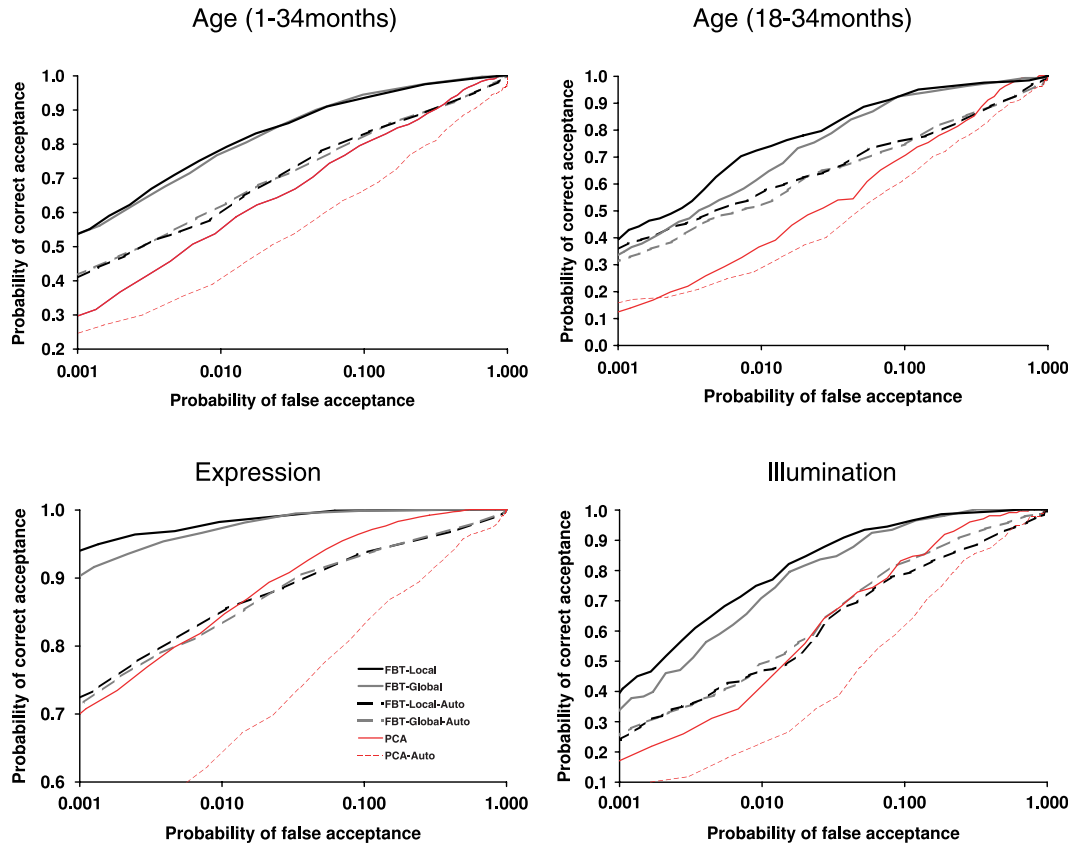 Age (1-34months)
Probability of correct acceptance
1.0
0.9
0.8
0.7
0.6
0.5
0.4
0.3
0.2
0.001
0.010
0.100
1.000
Probability of false acceptance
Age (18-34months)
Probability of correct acceptance
1.0
0.9
0.8
0.7
0.6
0.5
0.4
0.3
0.2
0.1
0.0
0.001
0.010
0.100
1.000
Probability of false acceptance
Expression
Probability of correct acceptance
1.0
0.9
0.8
0.7
0.6
FBT-Local
FBT-Global
FBT-Local-Auto
FBT-Global-Auto
PCA
PCA-Auto
0.001
0.010
0.100
1.000
Probability of false acceptance
Illumination
Probability of correct acceptance
1.0
0.9
0.8
0.7
0.6
0.5
0.4
0.3
0.2
0.1
0.001
0.010
0.100
1.000
Probability of false acceptance